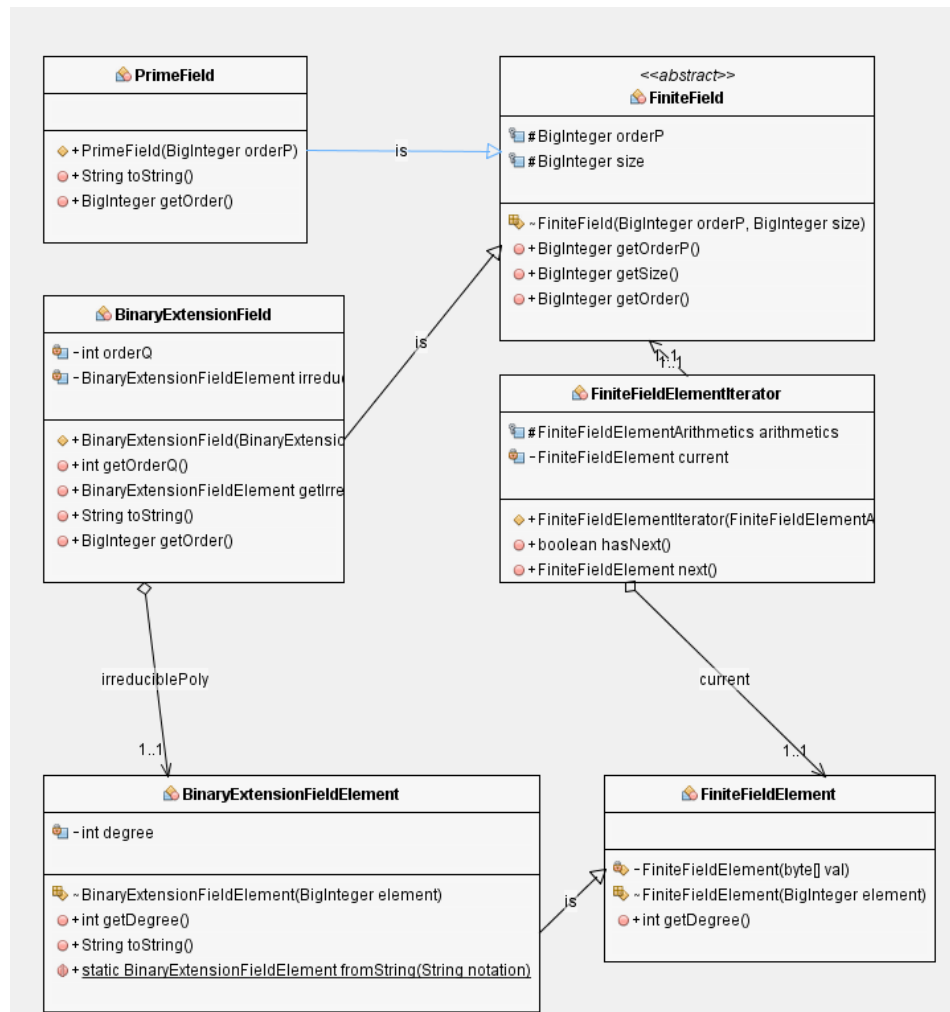 PrimeField
+PrimeField(BigInteger orderP)
+String toString()
+BigInteger getOrder()
is
<<abstract>>
FiniteField
#BigInteger orderP
#BigInteger size
~FiniteField(BigInteger orderP, BigInteger size)
+BigInteger getOrderP()
+BigInteger getSize()
+BigInteger getOrder()
BinaryExtensionField
-int orderQ
-BinaryExtensionFieldElement irredu
+BinaryExtensionField(BinaryExtensio
+int getOrderQ()
+BinaryExtensionFieldElement getIrre
+String toString()
+BigInteger getOrder()
is
1..1
FiniteFieldElementIterator
#FiniteFieldElementArithmetics arithmetics
-FiniteFieldElement current
+FiniteFieldElementIterator(FiniteFieldElementA
+boolean hasNext()
+FiniteFieldElement next()
irreduciblePoly
1..1
current
1..1
BinaryExtensionFieldElement
-int degree
~BinaryExtensionFieldElement(BigInteger element)
+int getDegree()
+String toString()
+static BinaryExtensionFieldElement fromString(String notation)
is
FiniteFieldElement
-FiniteFieldElement(byte[] val)
~FiniteFieldElement(BigInteger element)
+int getDegree()